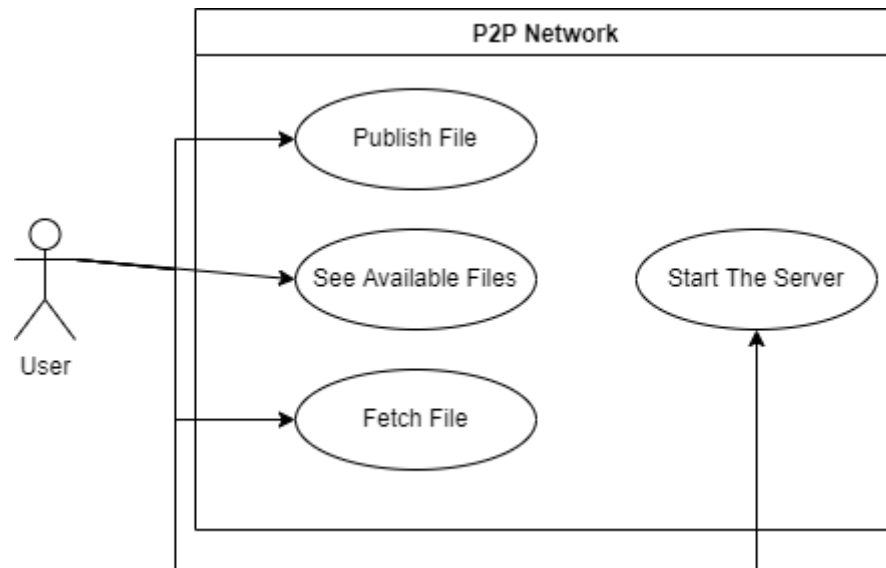 P2P Network
Publish File
See Available Files
Start The Server
User
Fetch File